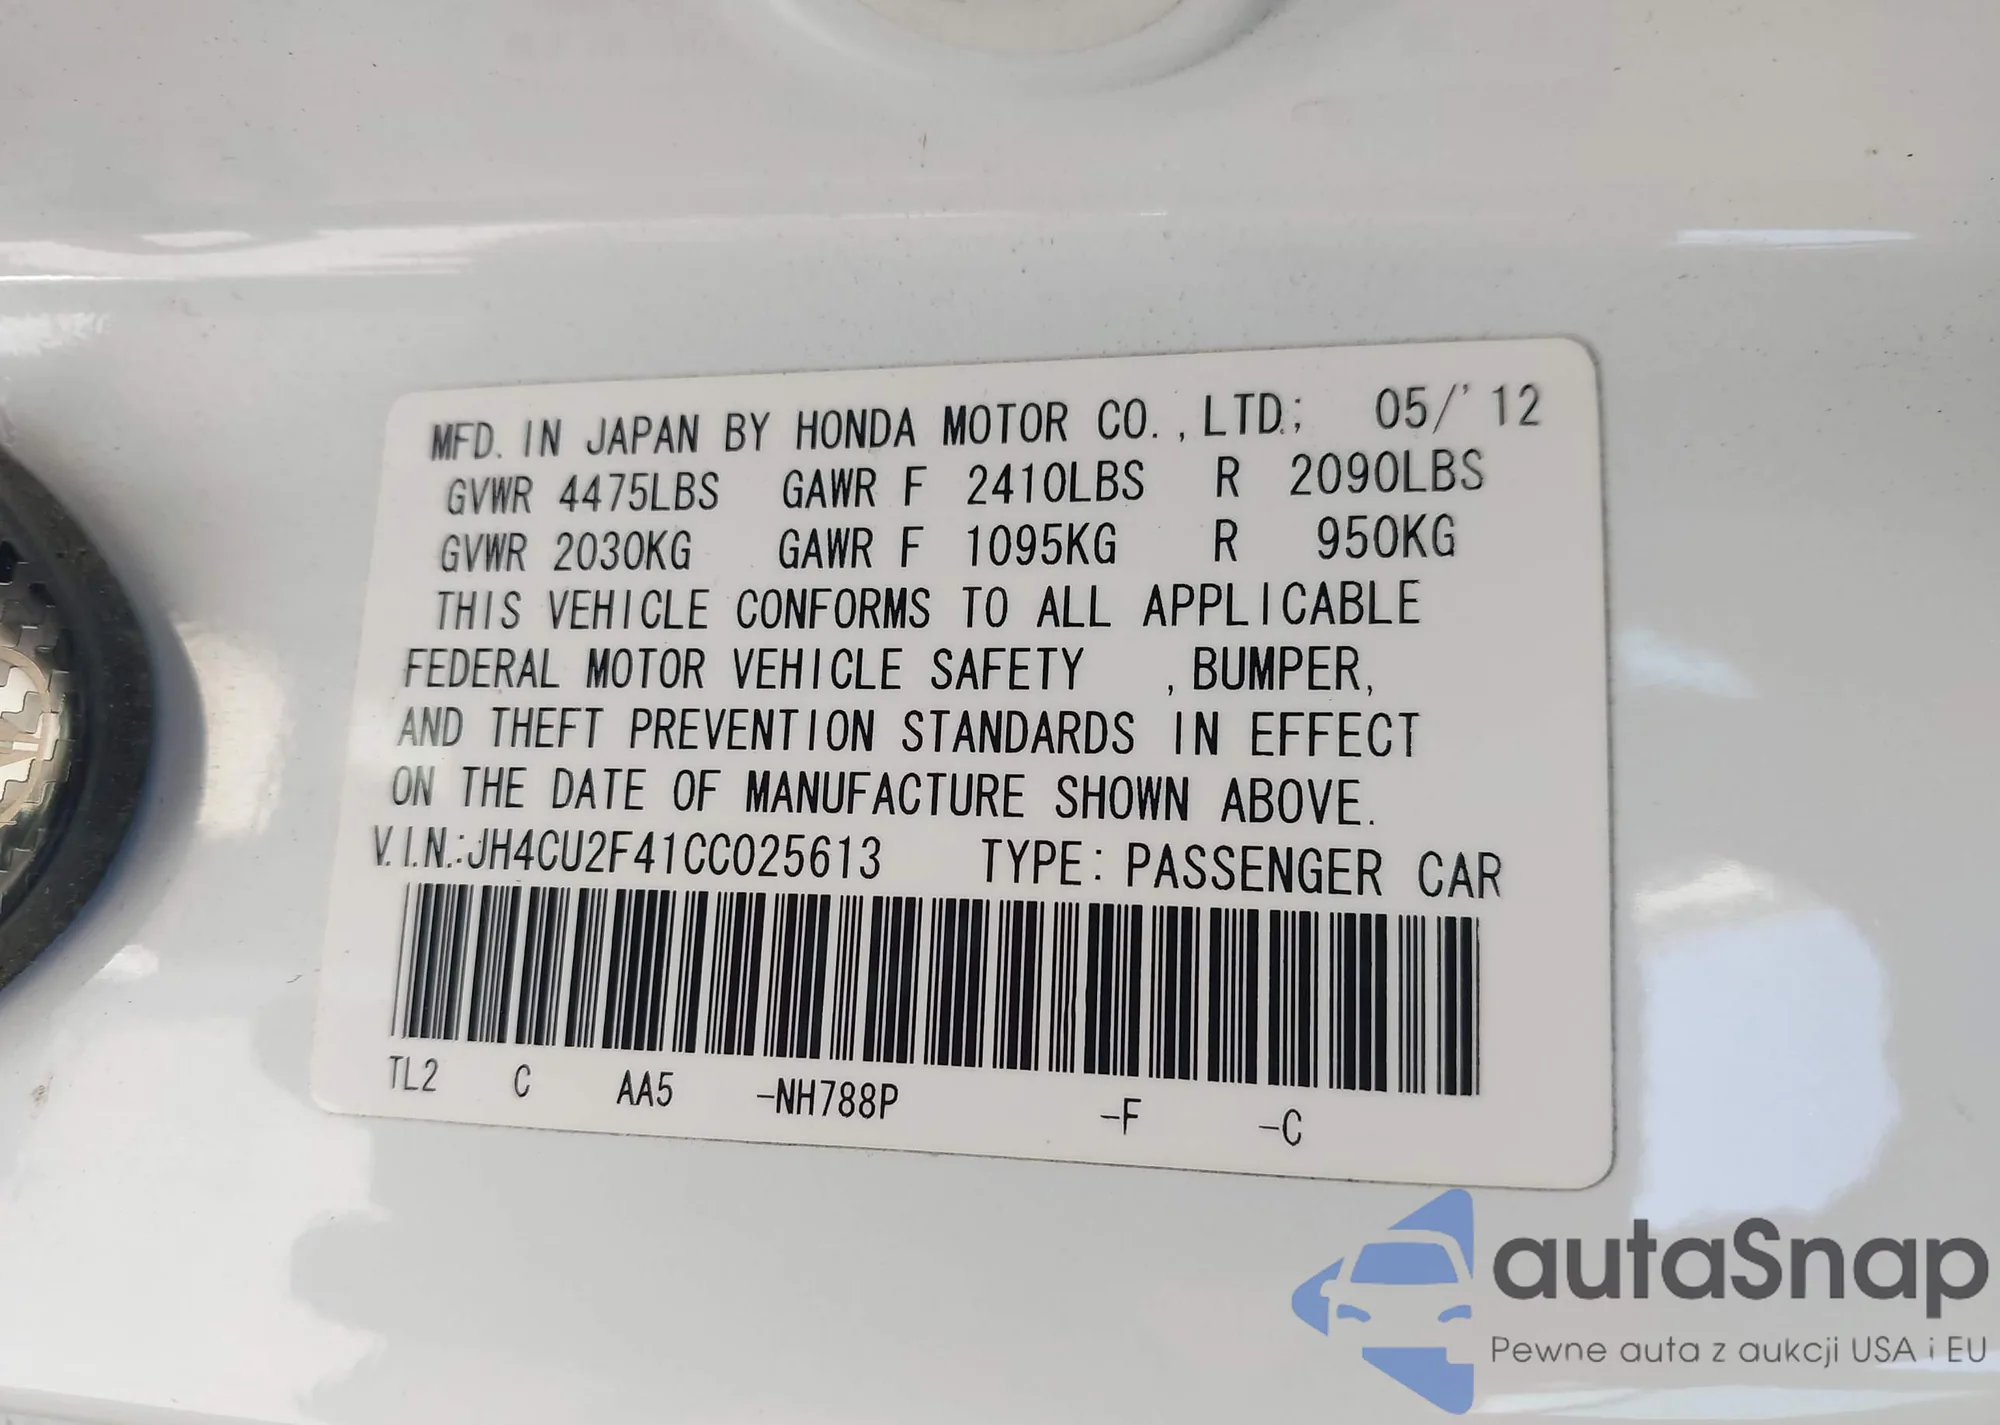 MFD. IN JAPAN BY HONDA MOTOR CO., LTD.; 05/'12
GVWR 4475LBS GAWR F 2410LBS R 2090LBS
GVWR 2030KG GAWR F 1095KG R 950KG
THIS VEHICLE CONFORMS TO ALL APPLICABLE
FEDERAL MOTOR VEHICLE SAFETY , BUMPER,
AND THEFT PREVENTION STANDARDS IN EFFECT
ON THE DATE OF MANUFACTURE SHOWN ABOVE.
V.I.N.:JH4CU2F41CC025613 TYPE: PASSENGER CAR
TL2 C AA5 -NH788P -F -C
autaSnap
Pewne auta z aukcji USA i EU